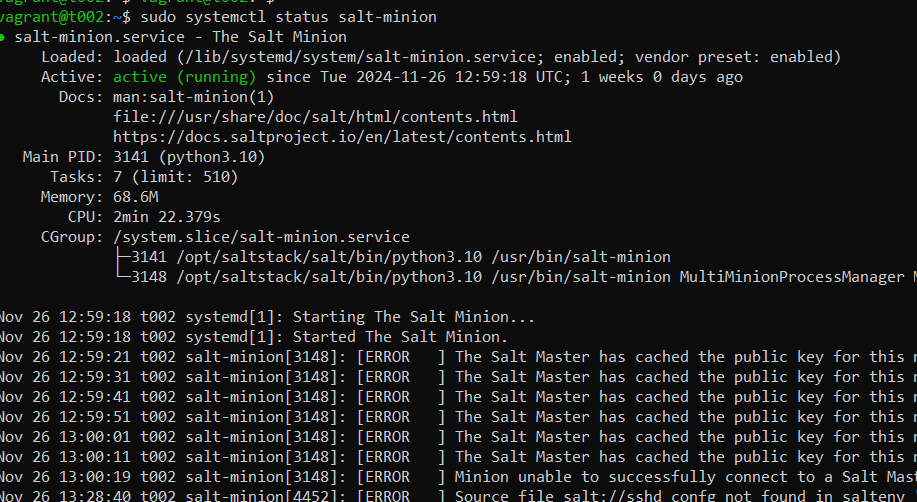 vagrant@t002:~$ sudo systemctl status salt-minion
● salt-minion.service - The Salt Minion
Loaded: loaded (/lib/systemd/system/salt-minion.service; enabled; vendor preset: enabled)
Active: active (running) since Tue 2024-11-26 12:59:18 UTC; 1 weeks 0 days ago
Docs: man:salt-minion(1)
file:///usr/share/doc/salt/html/contents.html
https://docs.saltproject.io/en/latest/contents.html
Main PID: 3141 (python3.10)
Tasks: 7 (limit: 510)
Memory: 68.6M
CPU: 2min 22.379s
CGroup: /system.slice/salt-minion.service
├─3141 /opt/saltstack/salt/bin/python3.10 /usr/bin/salt-minion
└─3148 /opt/saltstack/salt/bin/python3.10 /usr/bin/salt-minion MultiMinionProcessManager
Nov 26 12:59:18 t002 systemd[1]: Starting The Salt Minion...
Nov 26 12:59:18 t002 systemd[1]: Started The Salt Minion.
Nov 26 12:59:21 t002 salt-minion[3148]: [ERROR   ] The Salt Master has cached the public key for this
Nov 26 12:59:31 t002 salt-minion[3148]: [ERROR   ] The Salt Master has cached the public key for this
Nov 26 12:59:41 t002 salt-minion[3148]: [ERROR   ] The Salt Master has cached the public key for this
Nov 26 12:59:51 t002 salt-minion[3148]: [ERROR   ] The Salt Master has cached the public key for this
Nov 26 13:00:01 t002 salt-minion[3148]: [ERROR   ] The Salt Master has cached the public key for this
Nov 26 13:00:11 t002 salt-minion[3148]: [ERROR   ] The Salt Master has cached the public key for this
Nov 26 13:00:19 t002 salt-minion[3148]: [ERROR   ] Minion unable to successfully connect to a Salt Mas
Nov 26 13:28:40 t002 salt-minion[4452]: [ERROR   ] Source file salt://sshd_confg not found in saltenv